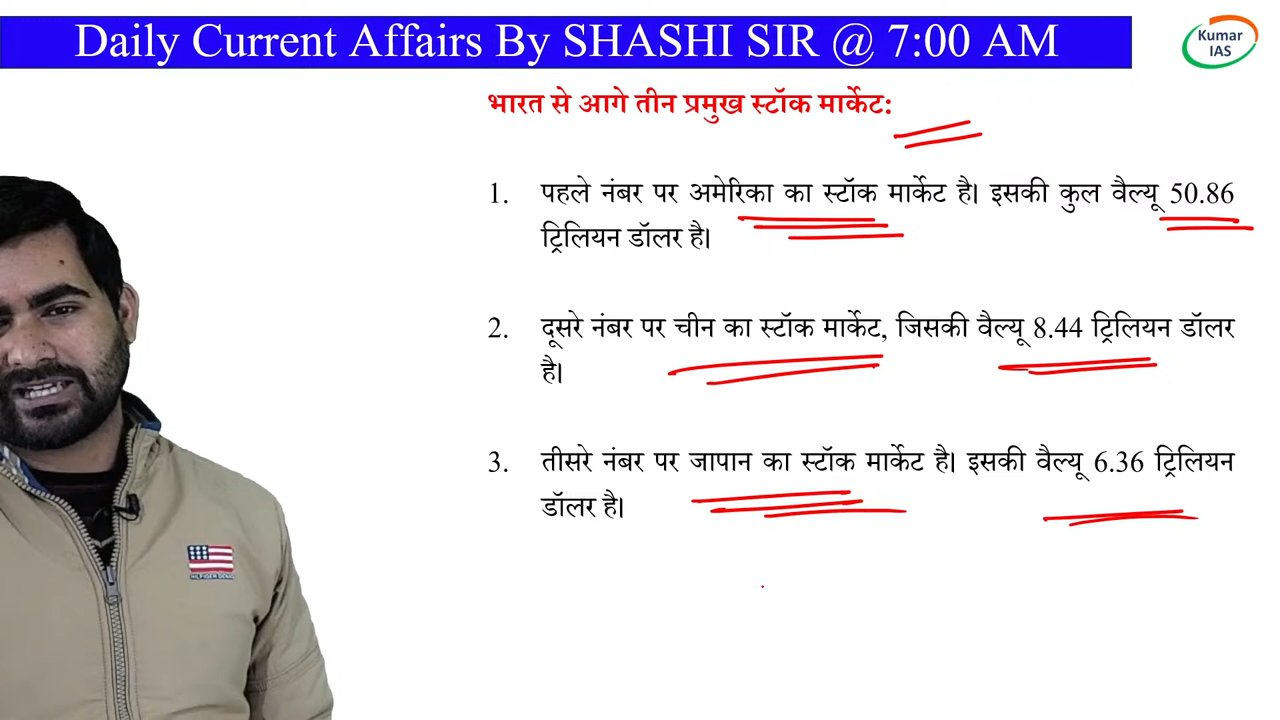 Daily Current Affairs By SHASHI SIR @ 7:00 AM
Kumar
IAS
भारत से आगे तीन प्रमुख स्टॉक मार्केट:
1. पहले नंबर पर अमेरिका का स्टॉक मार्केट है। इसकी कुल वैल्यू 50.86
ट्रिलियन डॉलर है।
2. दूसरे नंबर पर चीन का स्टॉक मार्केट, जिसकी वैल्यू 8.44 ट्रिलियन डॉलर
है।
3. तीसरे नंबर पर जापान का स्टॉक मार्केट है। इसकी वैल्यू 6.36 ट्रिलियन
डॉलर है।